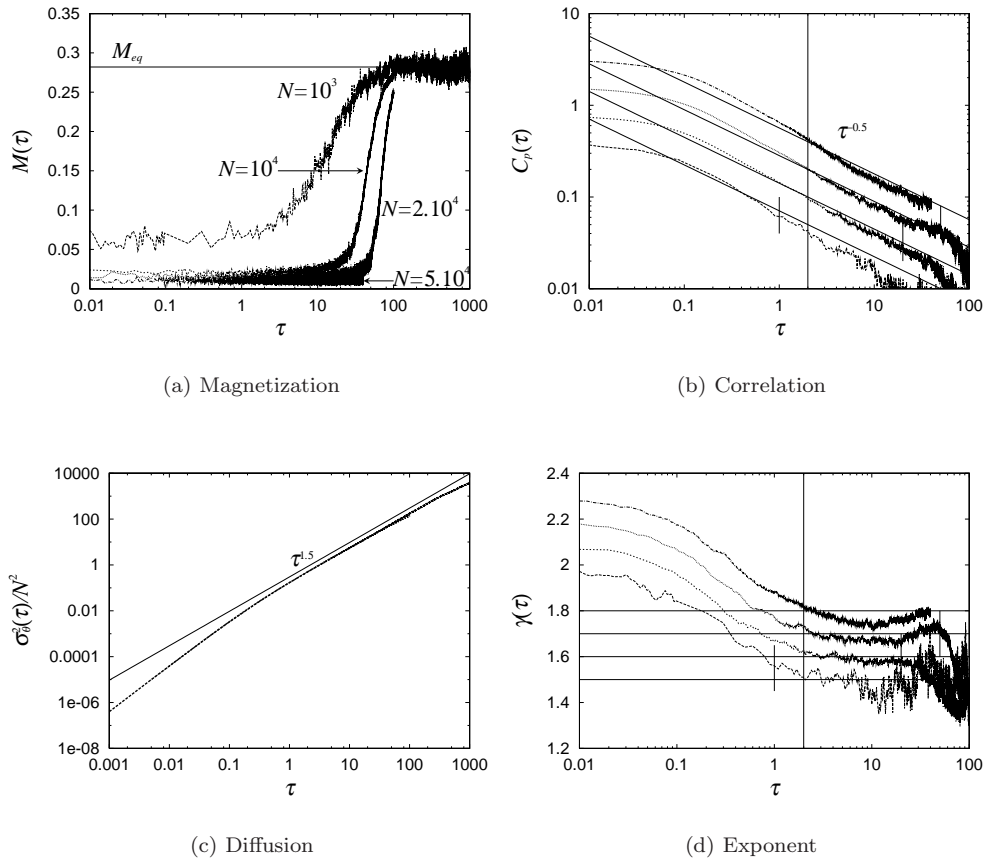 0.35
0.3
0.25
0.2
0.15
0.1
0.05
0
M(τ)
M_eq
N=10^3
N=10^4
N=2.10^4
N=5.10^4
0.01 0.1 1 10 100 1000
τ
(a) Magnetization
10
1
0.1
0.01
C_p(τ)
τ^-0.5
0.01 0.1 1 10 100
τ
(b) Correlation
10000
100
1
0.01
0.0001
1e-06
1e-08
σ_θ^2(τ)/N^2
τ^1.5
0.001 0.01 0.1 1 10 100 1000
τ
(c) Diffusion
2.4
2.2
2
1.8
1.6
1.4
1.2
γ(τ)
0.01 0.1 1 10 100
τ
(d) Exponent